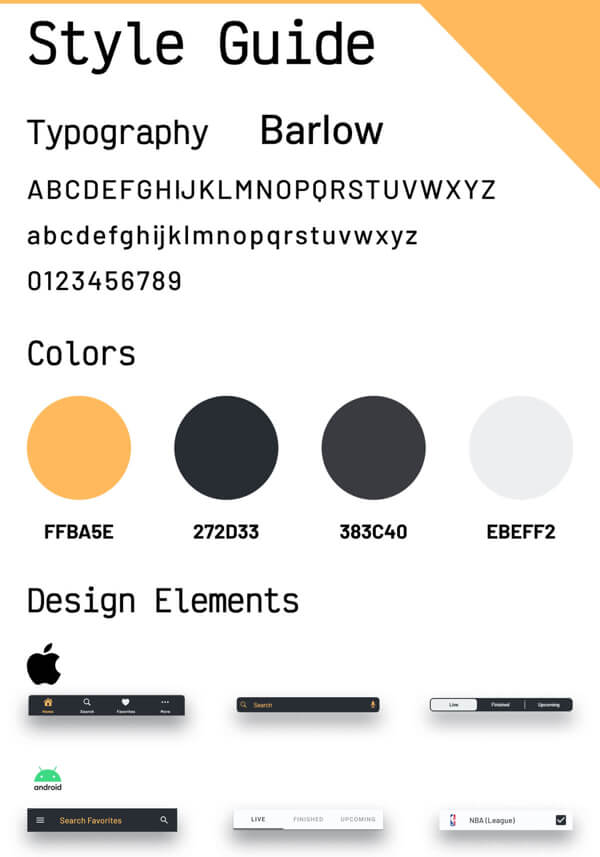 Style Guide
Typography Barlow
ABCDEFGHIJKLMNOPQRSTUVWXYZ
abcdefghijklmnopqrstuvwxyz
0123456789
Colors
FFBA5E 272D33 383C40 EBEFF2
Design Elements
Home Search Favorites More
Search
Live Finished Upcoming
android
Search Favorites
LIVE FINISHED UPCOMING
NBA (League)